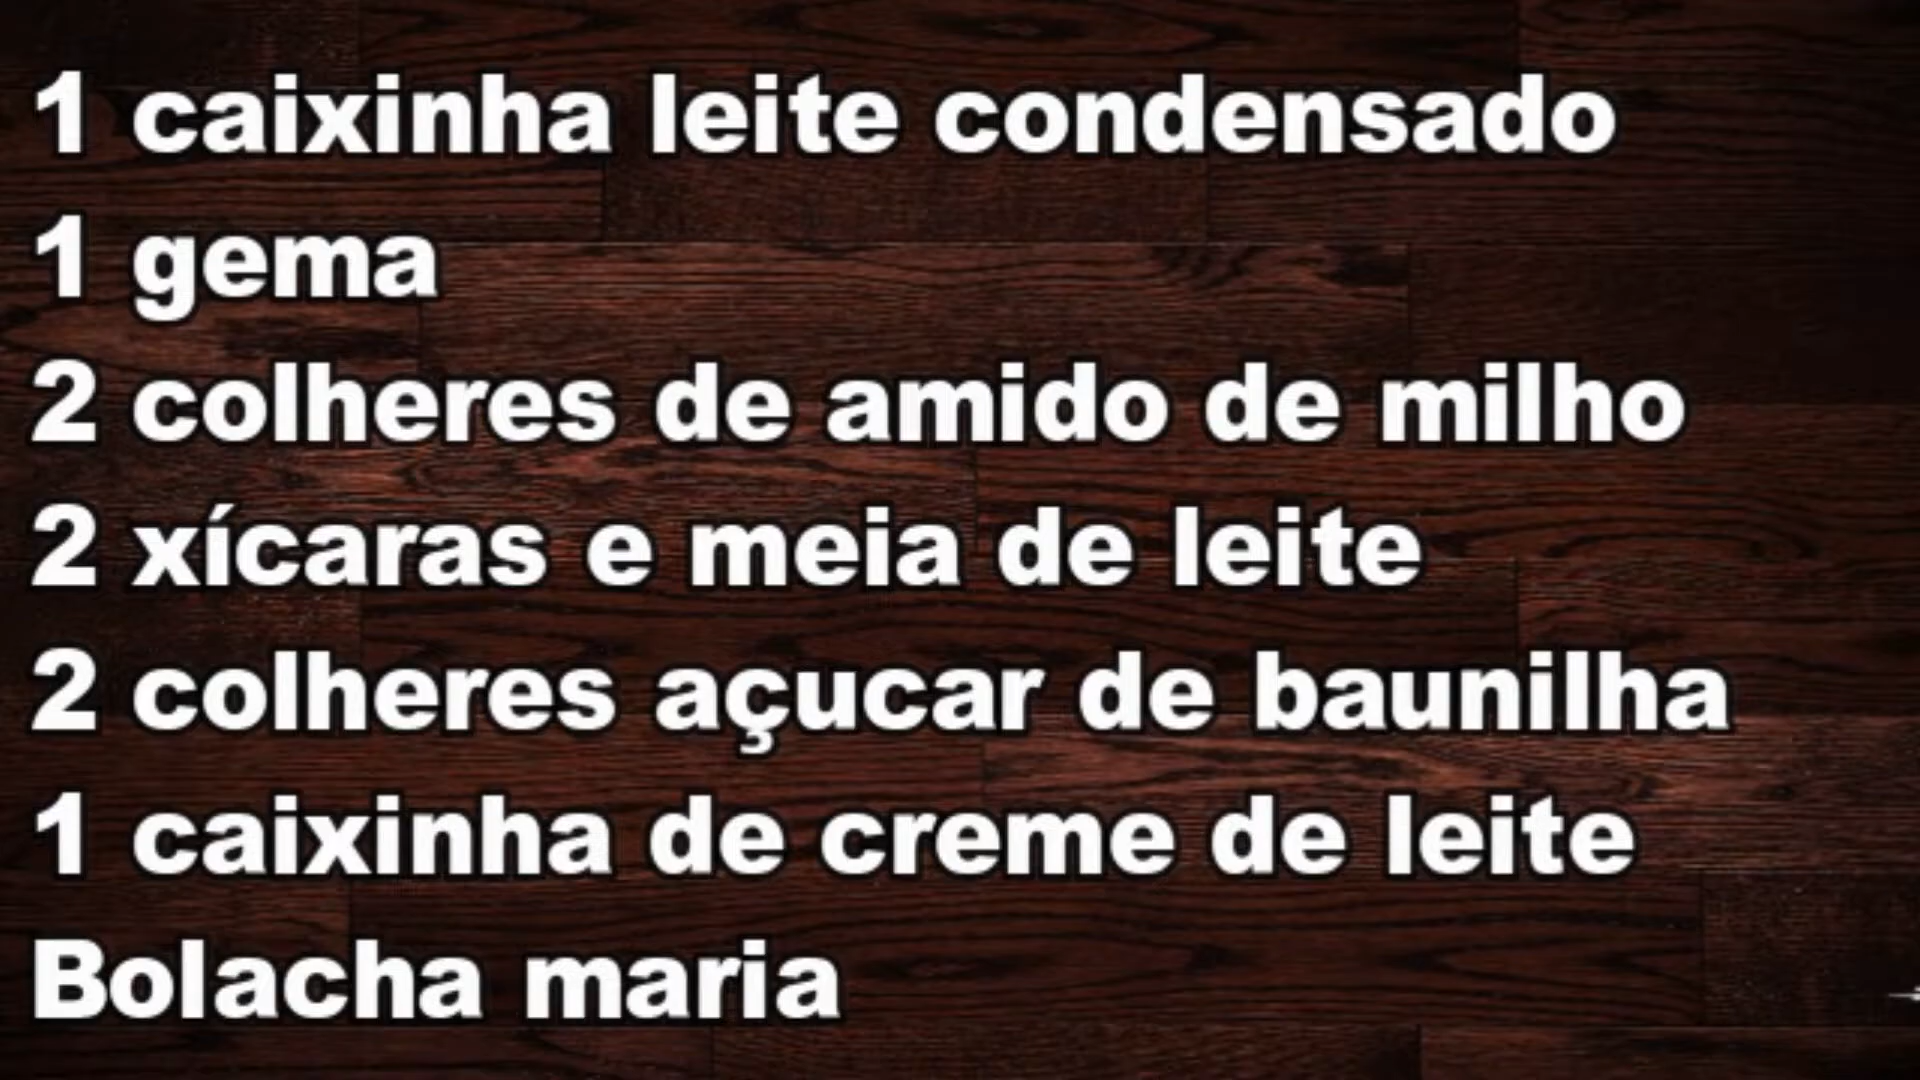 1 caixinha leite condensado
1 gema
2 colheres de amido de milho
2 xícaras e meia de leite
2 colheres açucar de baunilha
1 caixinha de creme de leite
Bolacha maria